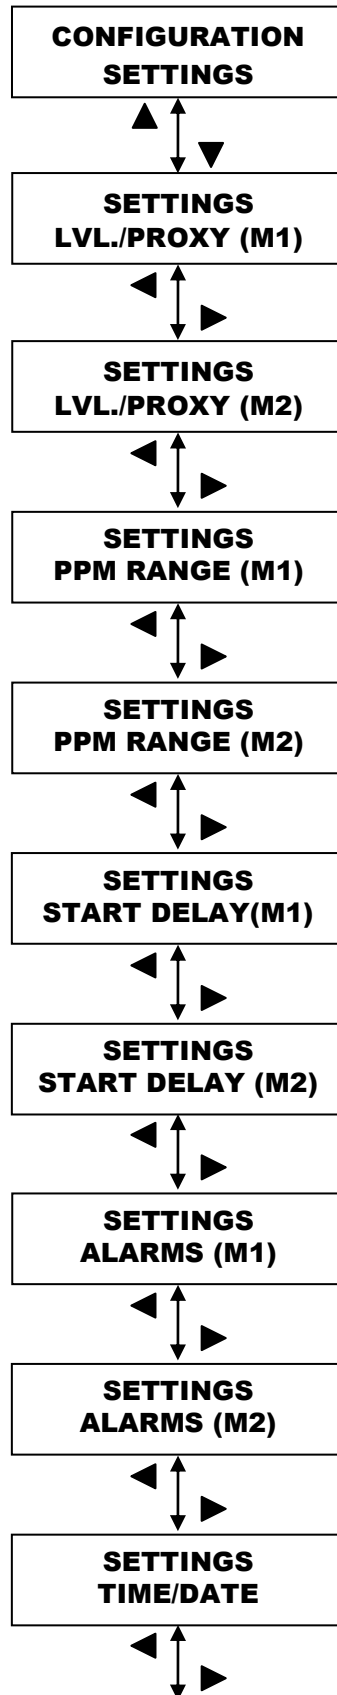 CONFIGURATION
SETTINGS
SETTINGS
LVL./PROXY (M1)
SETTINGS
LVL./PROXY (M2)
SETTINGS
PPM RANGE (M1)
SETTINGS
PPM RANGE (M2)
SETTINGS
START DELAY(M1)
SETTINGS
START DELAY (M2)
SETTINGS
ALARMS (M1)
SETTINGS
ALARMS (M2)
SETTINGS
TIME/DATE